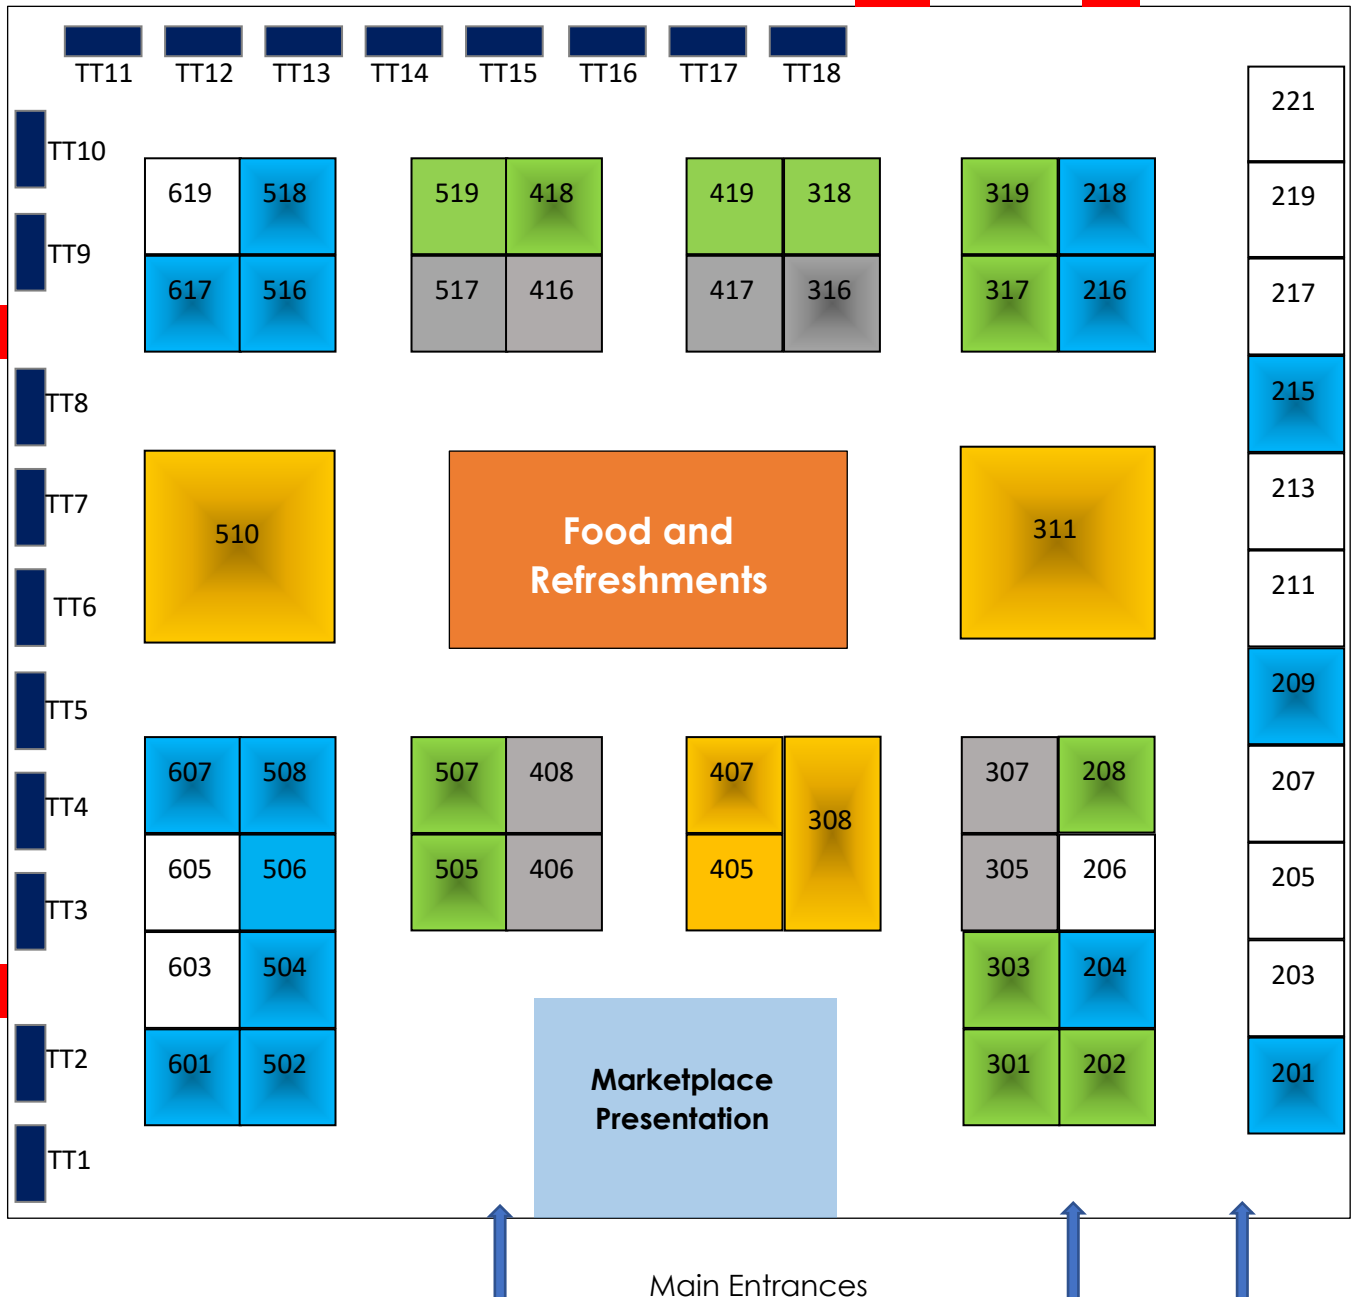 TT11 TT12 TT13 TT14 TT15 TT16 TT17 TT18
221
TT10
619 518 519 418 419 318 319 218 219
TT9
617 516 517 416 417 316 317 216 217
TT8
215
TT7
213
510 Food and 311
Refreshments
211
TT6
209
TT5
607 508 507 408 407 307 208 207
TT4
308
605 506 505 406 405 305 206 205
TT3
603 504 303 204 203
TT2
601 502 Marketplace 301 202 201
Presentation
TT1
Main Entrances